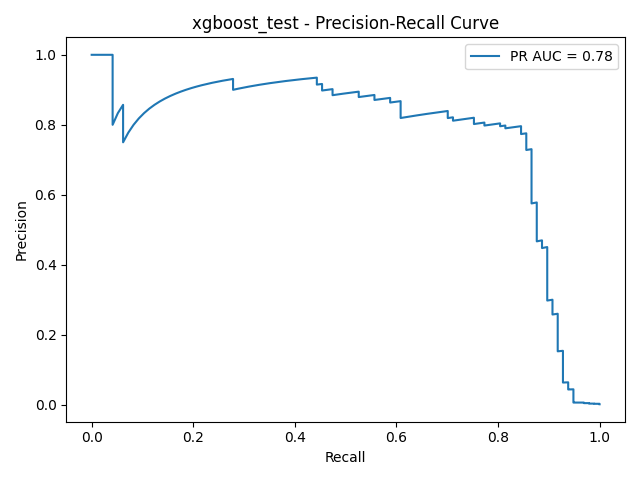 xgboost_test - Precision-Recall Curve
PR AUC = 0.78
1.0
0.8
0.6
0.4
0.2
0.0
Precision
0.0 0.2 0.4 0.6 0.8 1.0
Recall